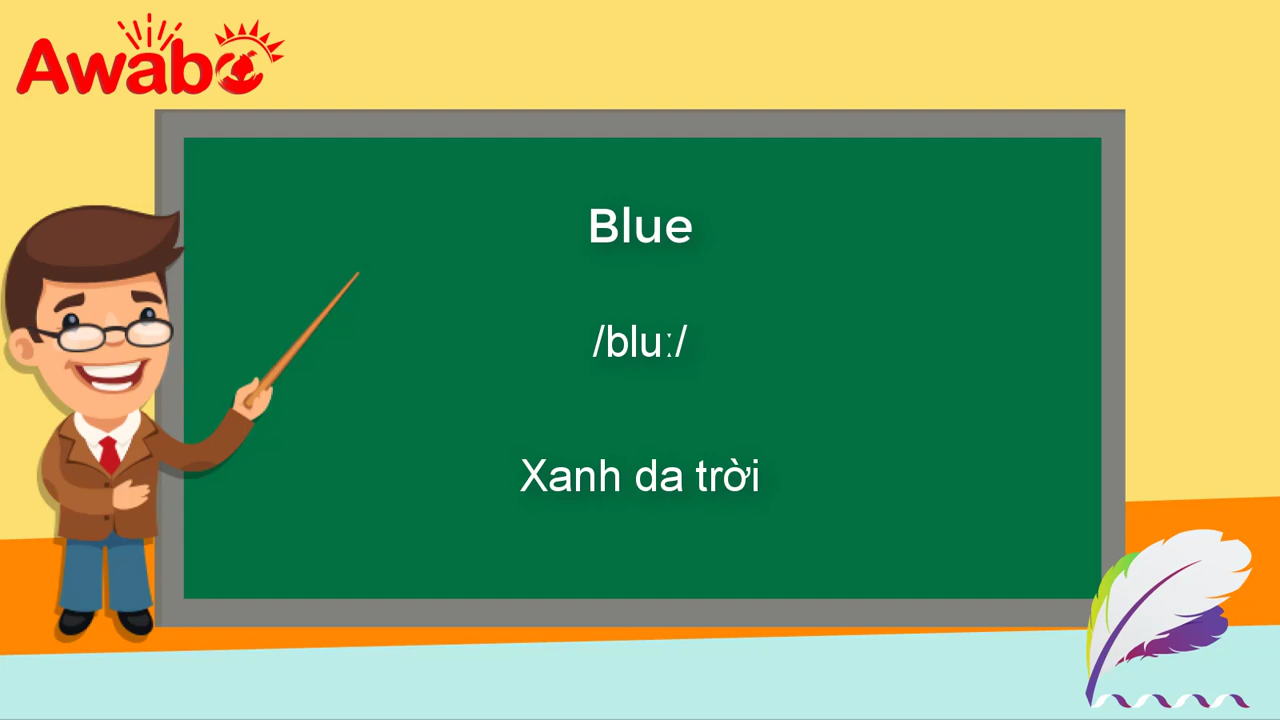 Awabe
Blue
/bluː/
Xanh da trời